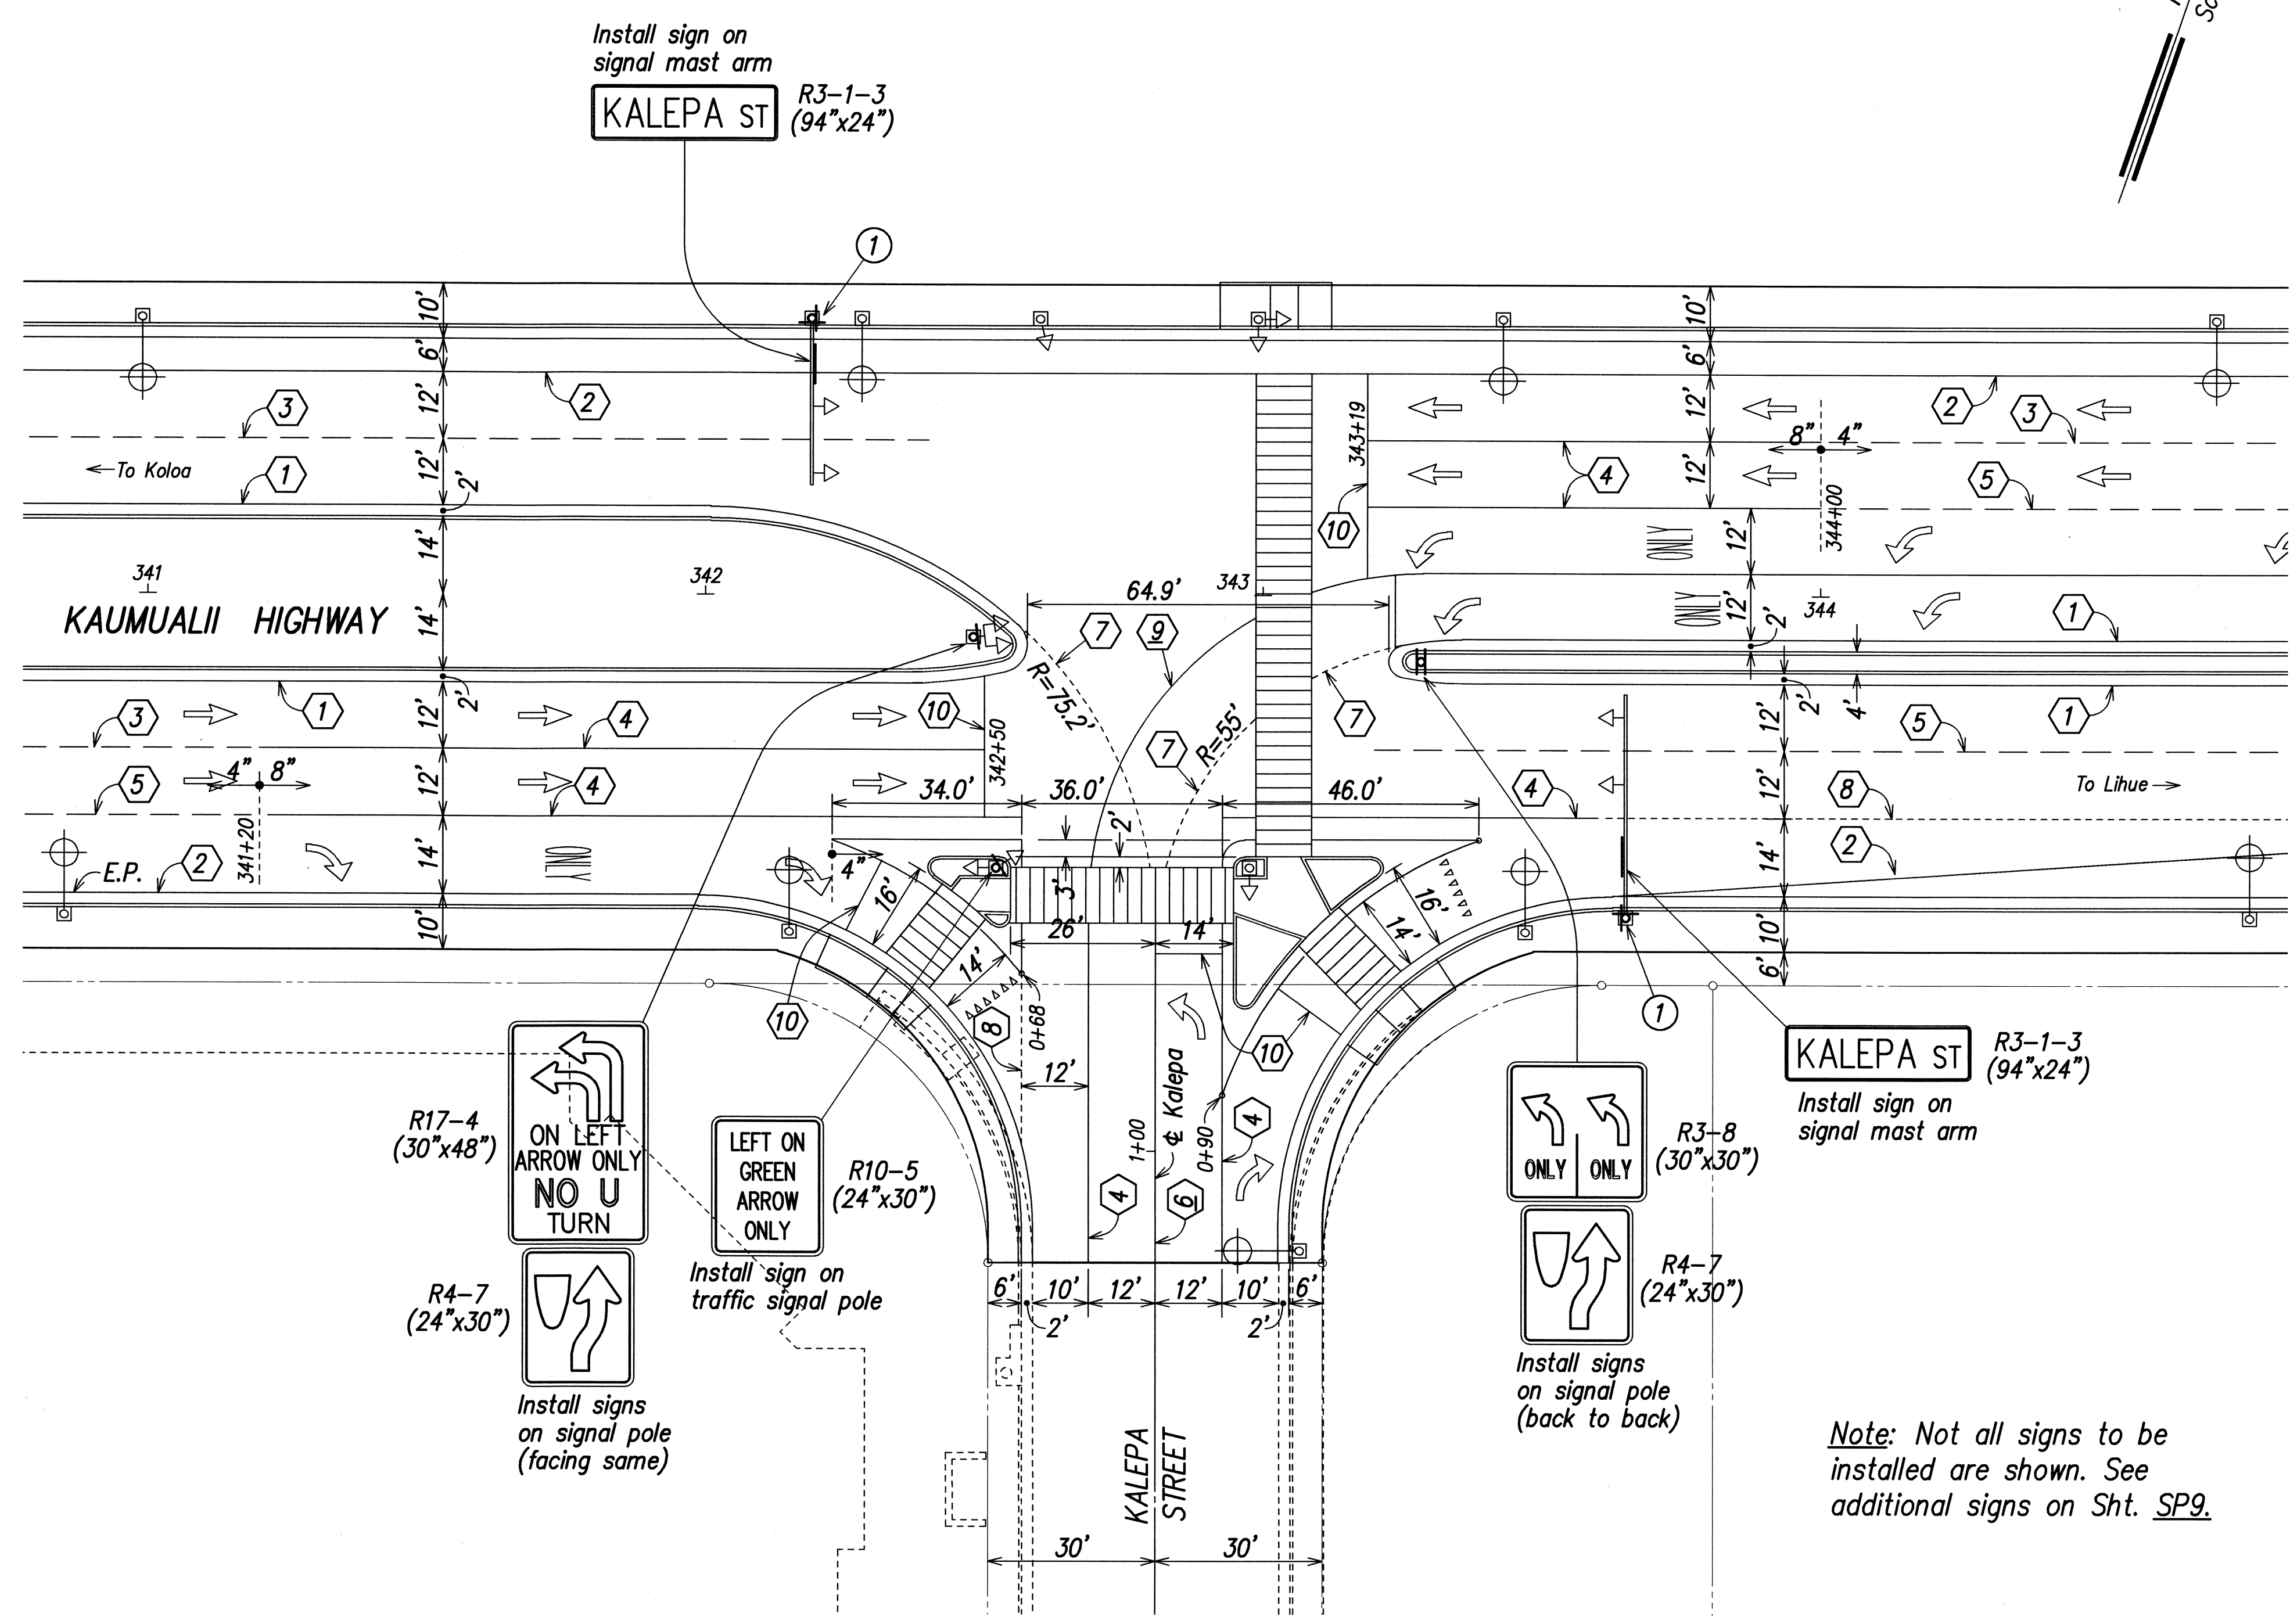 Install sign on
signal mast arm
KALEPA ST
R3-1-3
(94"x24")
1
10'
6'
12'
12'
2'
14'
14'
2'
12'
12'
14'
10'
3
2
1
To Koloa
341
342
KAUMUALII HIGHWAY
3
1
4
10
342+50
5
4" 8"
4
341+20
E.P.
2
ONLY
343+19
10
343
64.9'
7
9
R=75.2'
7
R=55'
7
34.0'
36.0'
46.0'
2'
3'
4"
16'
14'
26'
14'
16'
14'
10'
6'
12'
12'
12'
12'
2'
2'
4'
12'
12'
14'
10'
6'
2
3
8" 4"
4
5
344+00
ONLY
ONLY
344
1
1
5
4
8
2
To Lihue
10
8
0+68
12'
10
1+00
℄ Kalepa
0+90
4
4
6
1
ON LEFT
ARROW ONLY
NO U
TURN
R17-4
(30"x48")
R4-7
(24"x30")
Install signs
on signal pole
(facing same)
LEFT ON
GREEN
ARROW
ONLY
R10-5
(24"x30")
Install sign on
traffic signal pole
6' 10' 12' 12' 10' 6'
2' 2'
KALEPA
STREET
30' 30'
ONLY ONLY
R3-8
(30"x30")
R4-7
(24"x30")
Install signs
on signal pole
(back to back)
KALEPA ST
R3-1-3
(94"x24")
Install sign on
signal mast arm
Note: Not all signs to be
installed are shown. See
additional signs on Sht. SP9.